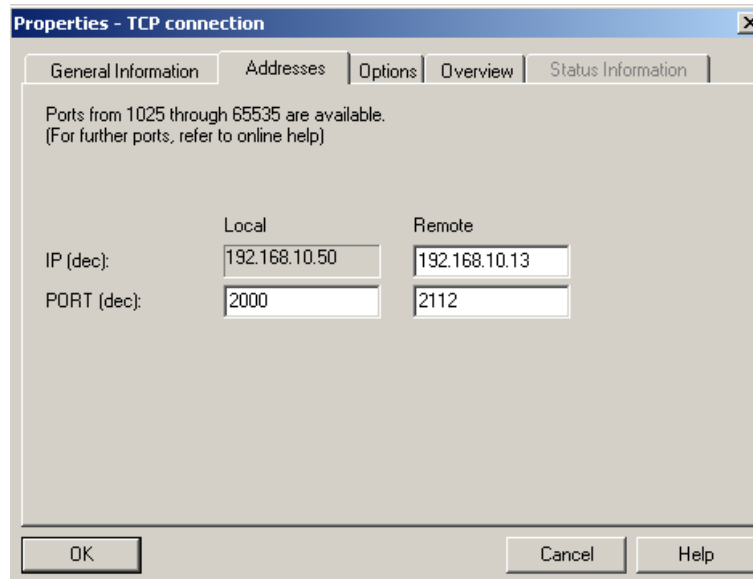 Properties - TCP connection
General Information Addresses Options Overview Status Information
Ports from 1025 through 65535 are available.
(For further ports, refer to online help)
Local Remote
IP (dec): 192.168.10.50 192.168.10.13
PORT (dec): 2000 2112
OK Cancel Help